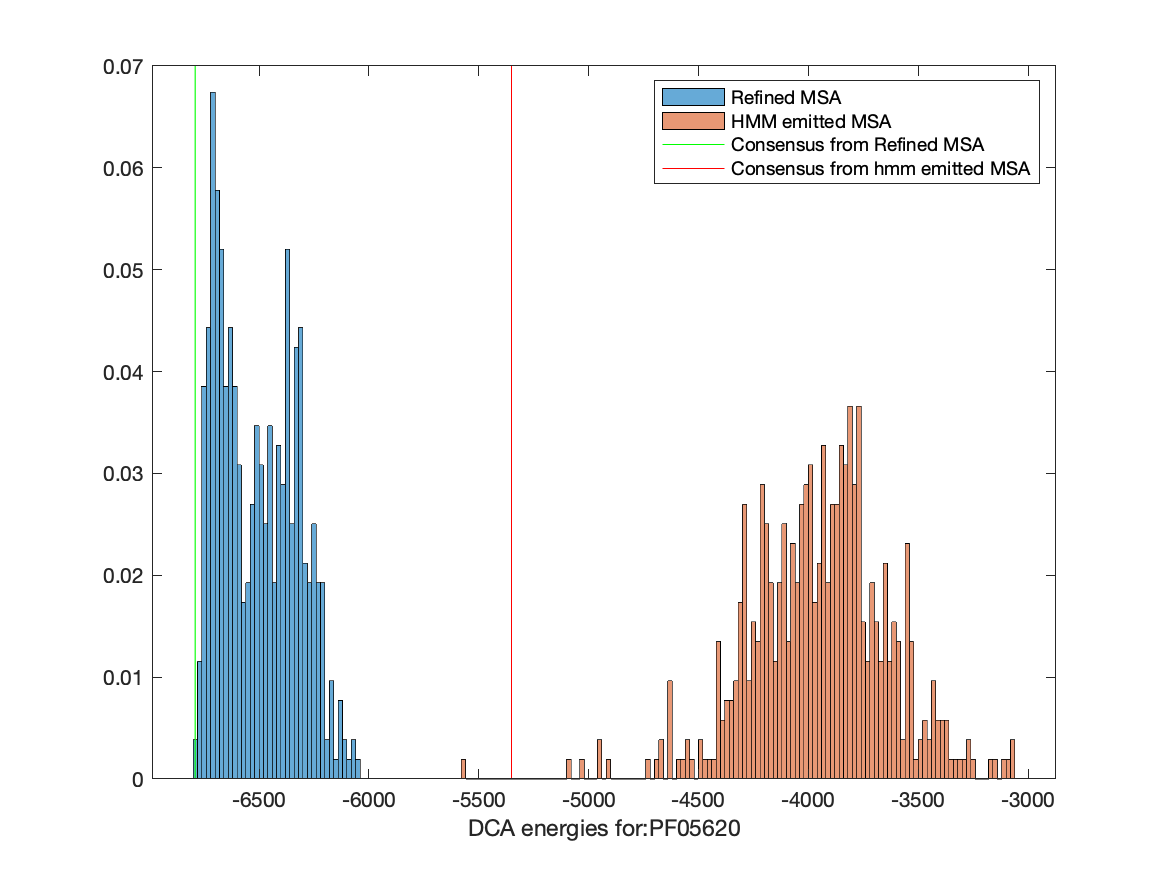 0.07
0.06
0.05
0.04
0.03
0.02
0.01
0
Refined MSA
HMM emitted MSA
Consensus from Refined MSA
Consensus from hmm emitted MSA
-6500 -6000 -5500 -5000 -4500 -4000 -3500 -3000
DCA energies for:PF05620